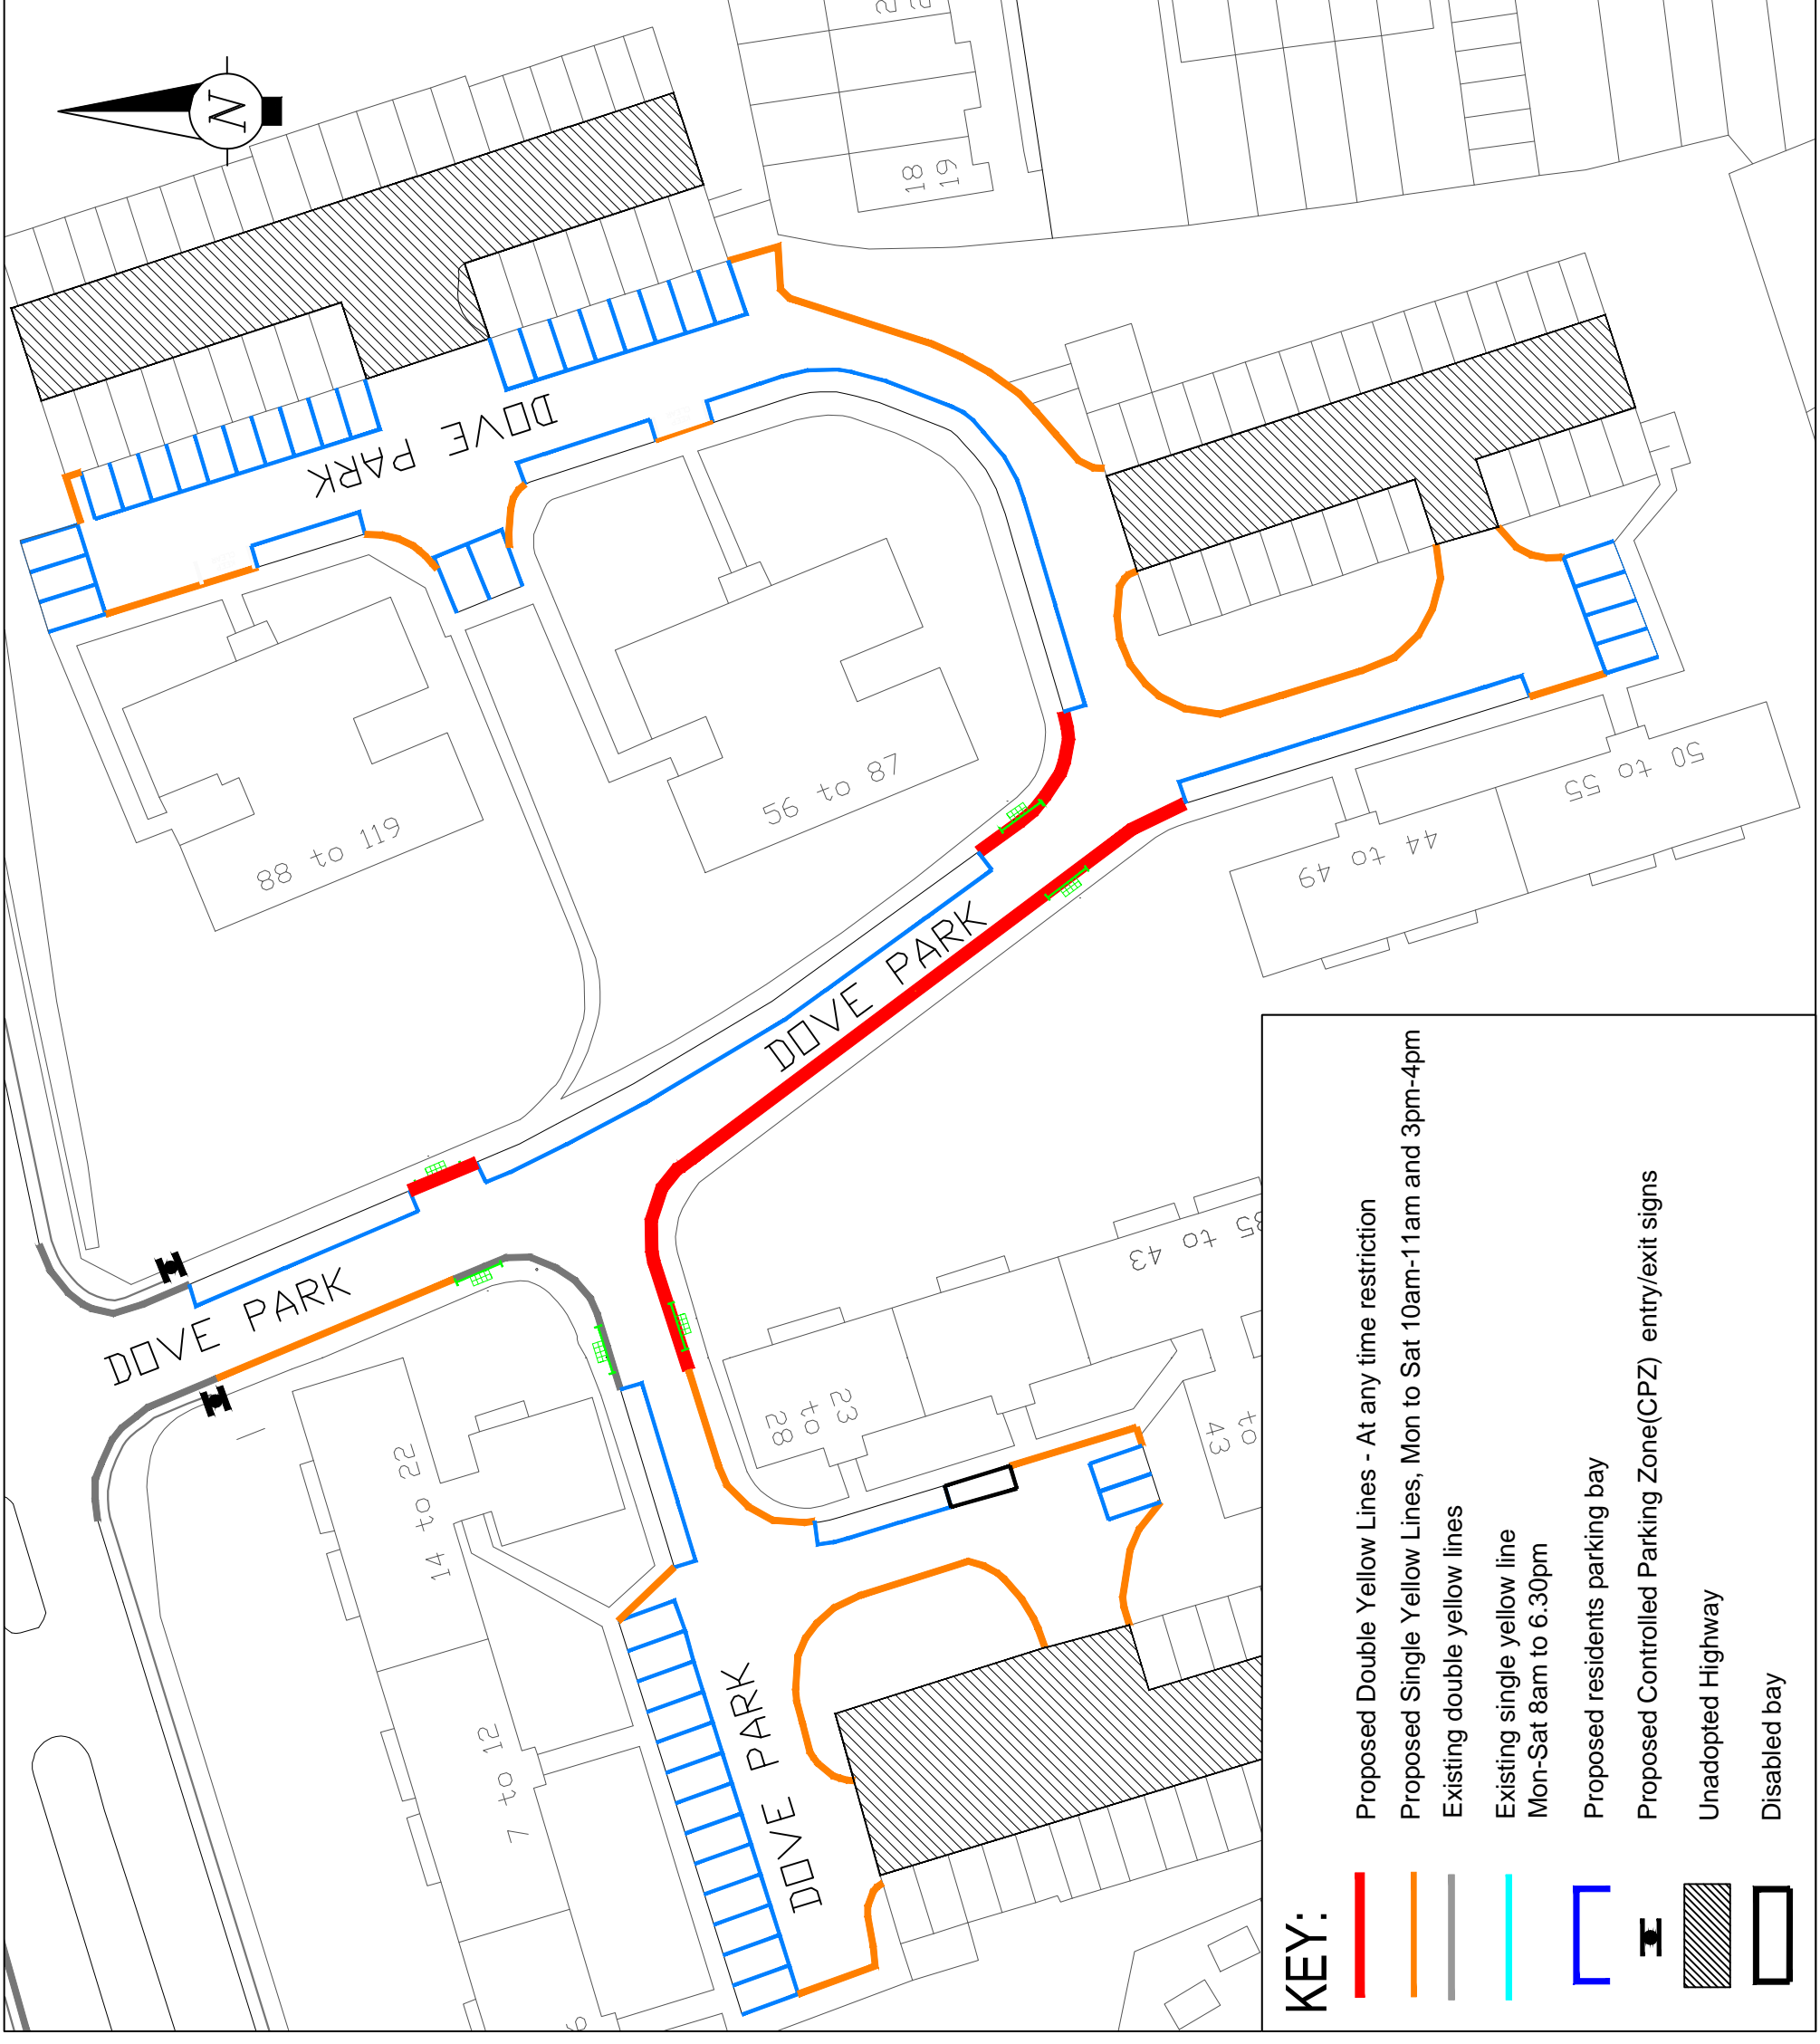 N
DOVE PARK
DOVE PARK
DOVE PARK
DOVE PARK
88 to 119
56 to 87
18
19
14 to 22
7 to 12
28
to
23
to 43
43
to
44 to 49
50 to 55
KEY:
Proposed Double Yellow Lines - At any time restriction
Proposed Single Yellow Lines, Mon to Sat 10am-11am and 3pm-4pm
Existing double yellow lines
Existing single yellow line
Mon-Sat 8am to 6.30pm
Proposed residents parking bay
Proposed Controlled Parking Zone(CPZ) entry/exit signs
Unadopted Highway
Disabled bay